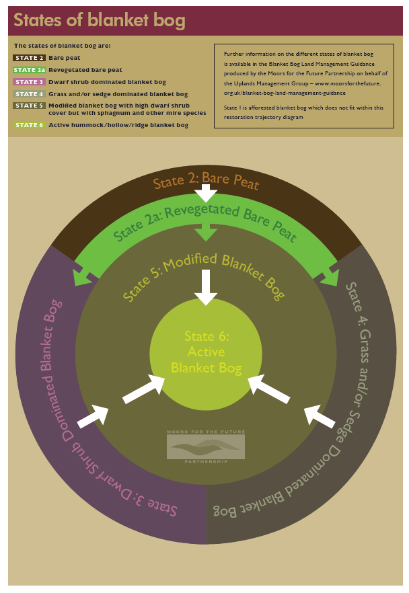 States of blanket bog
The states of blanket bog are:
STATE 2 Bare peat
STATE 2a Revegetated bare peat
STATE 3 Dwarf shrub dominated blanket bog
STATE 4 Grass and/or sedge dominated blanket bog
STATE 5 Modified blanket bog with high dwarf shrub
cover but with sphagnum and other mire species
STATE 6 Active hummock/hollow/ridge blanket bog
Further information on the different states of blanket bog
is available in the Blanket Bog Land Management Guidance
produced by the Moors for the Future Partnership on behalf of
the Uplands Management Group – www.moorsforthefuture.
org.uk/blanket-bog-land-management-guidance
State 1 is afforested blanket bog which does not fit within this
restoration trajectory diagram
State 2: Bare Peat
State 2a: Revegetated Bare Peat
State 5: Modified Blanket Bog
State 6:
Active
Blanket Bog
State 3: Dwarf Shrub Dominated Blanket Bog
State 4: Grass and/or Sedge Dominated Blanket Bog
MOORS FOR THE FUTURE
PARTNERSHIP